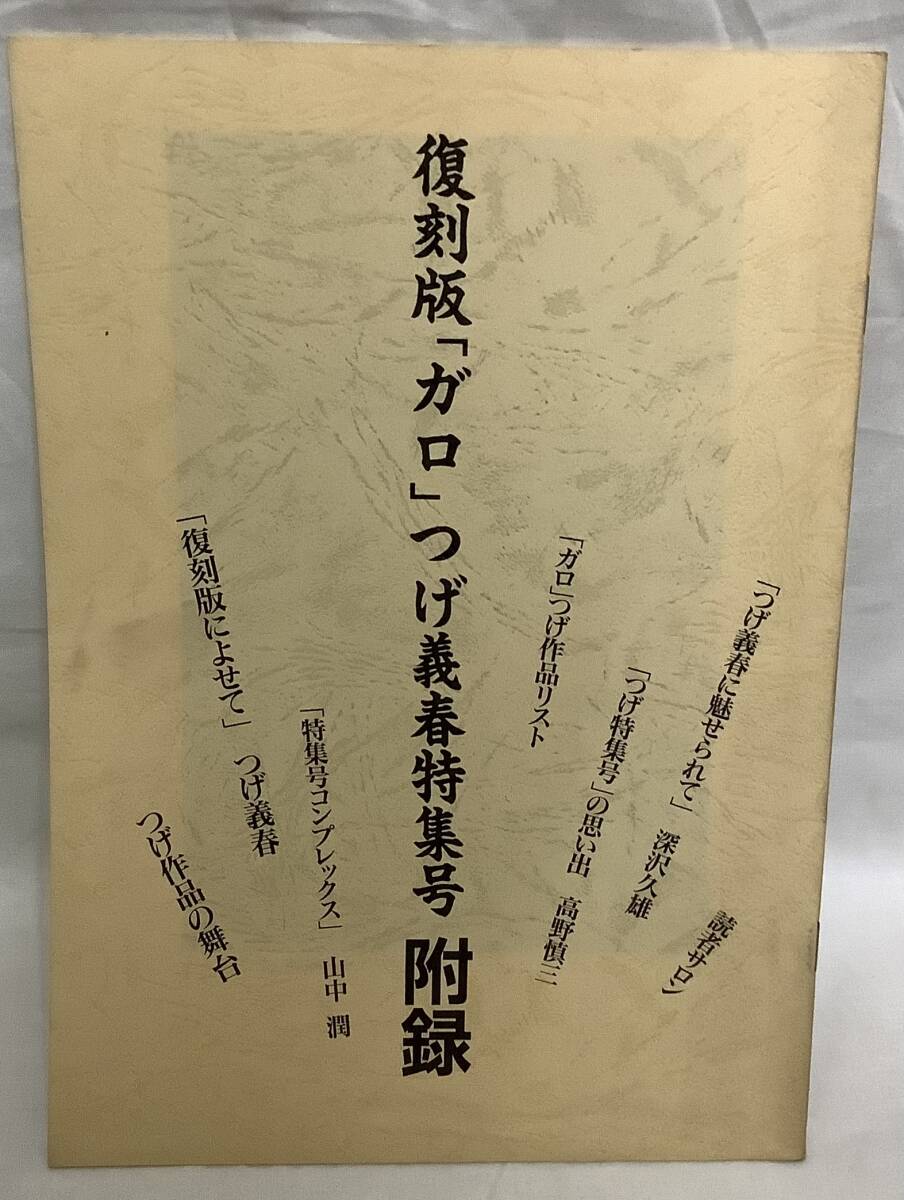 読者サロン
「つげ義春に魅せられて」 深沢久雄
「つげ特集号」の思い出 高野慎三
「ガロ」つげ作品リスト
復刻版「ガロ」つげ義春特集号 附録
「特集号コンプレックス」 山中 潤
「復刻版によせて」 つげ義春
つげ作品の舞台